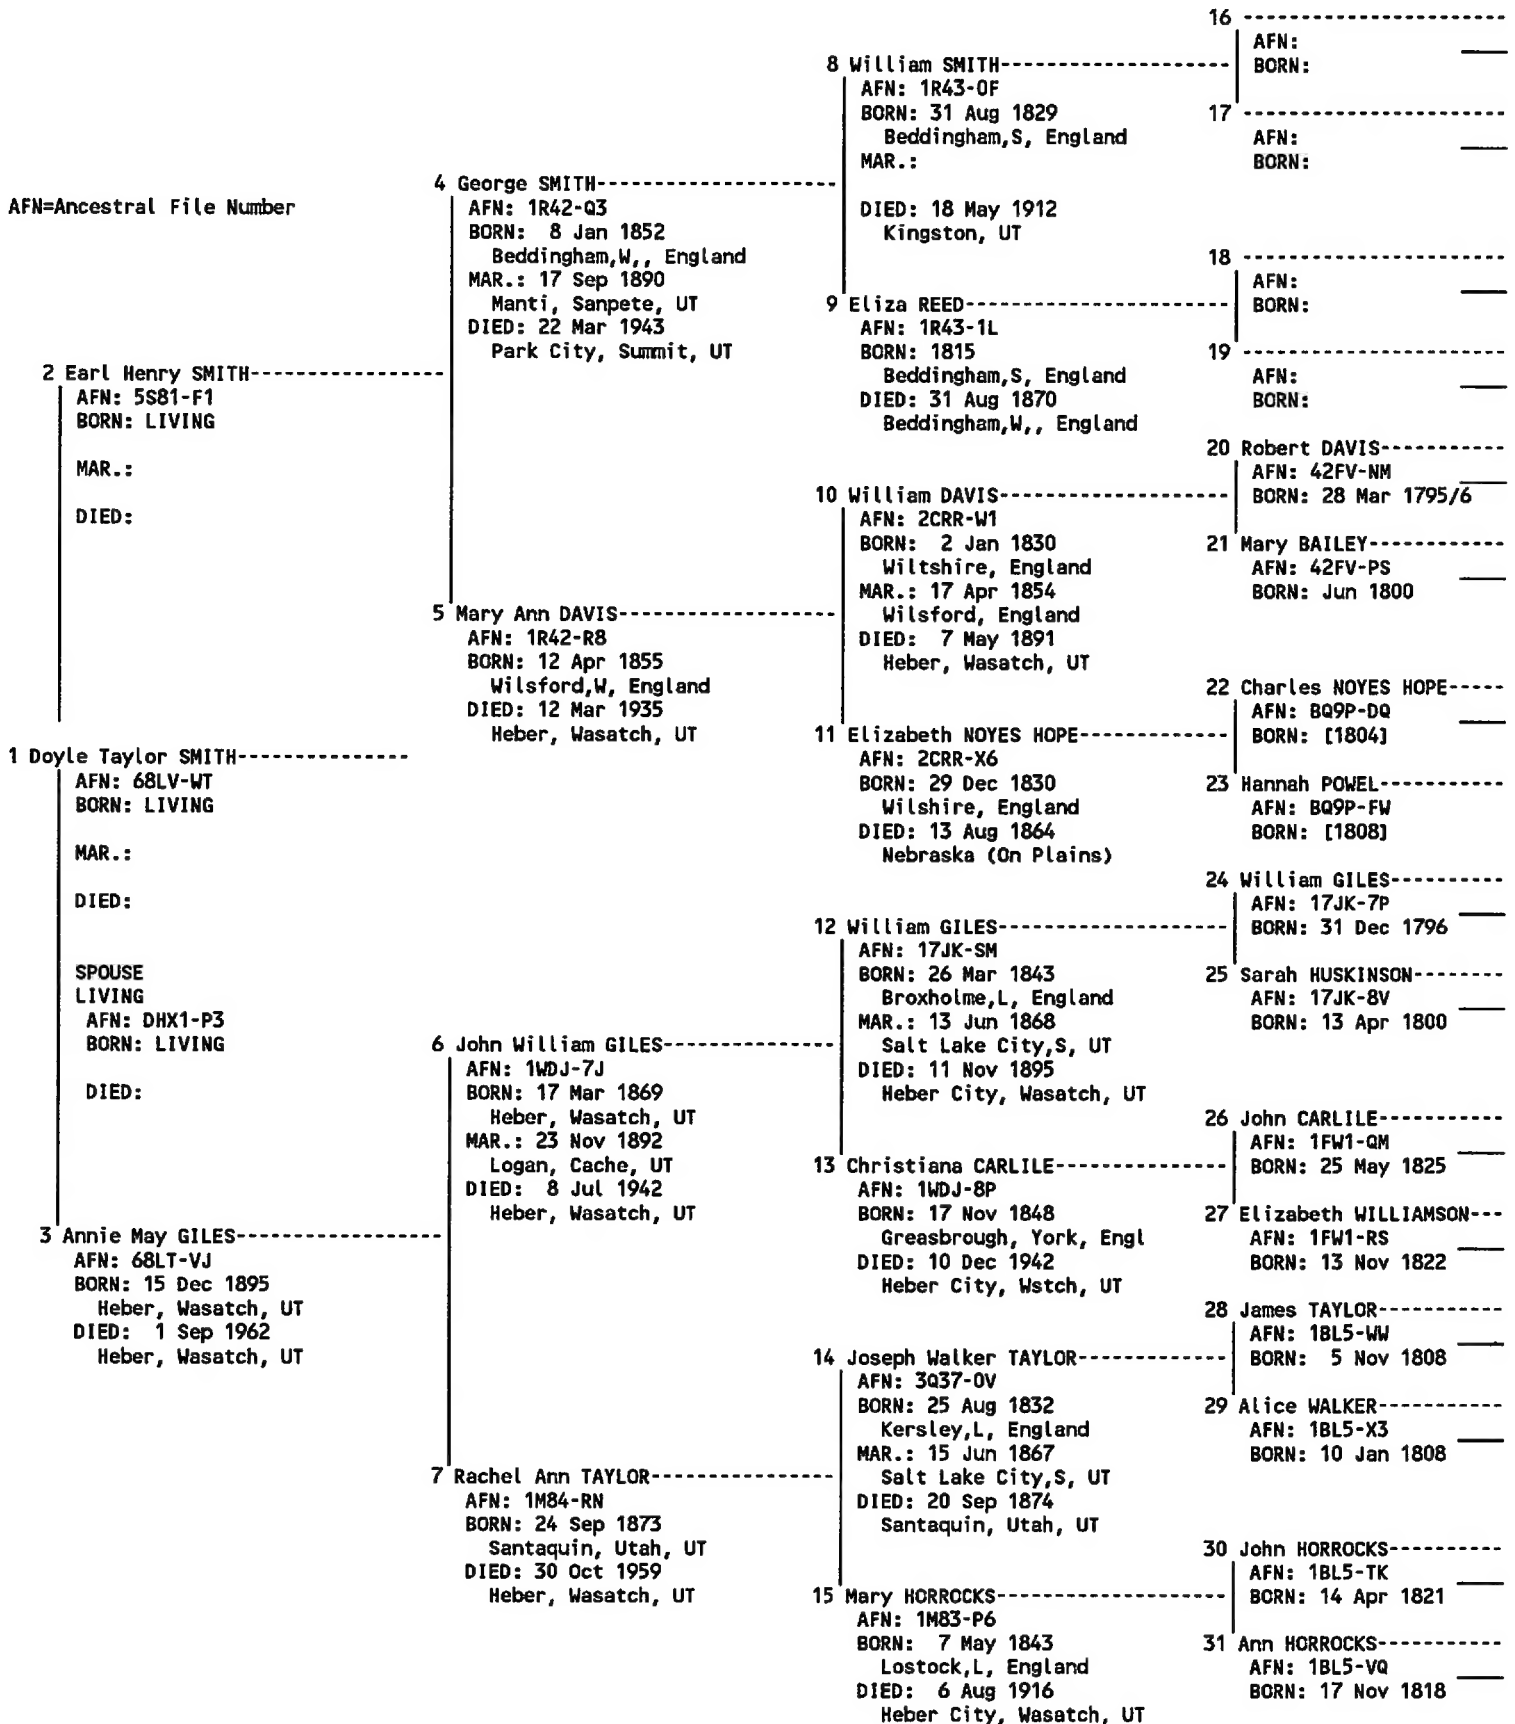 AFN=Ancestral File Number
1 Doyle Taylor SMITH--------------
AFN: 68LV-WT
BORN: LIVING
MAR.:
DIED:
SPOUSE
LIVING
AFN: DHX1-P3
BORN: LIVING
DIED:
2 Earl Henry SMITH----------------
AFN: 5S81-F1
BORN: LIVING
MAR.:
DIED:
3 Annie May GILES-----------------
AFN: 68LT-VJ
BORN: 15 Dec 1895
Heber, Wasatch, UT
DIED:  1 Sep 1962
Heber, Wasatch, UT
4 George SMITH--------------------
AFN: 1R42-Q3
BORN:  8 Jan 1852
Beddingham,W,, England
MAR.: 17 Sep 1890
Manti, Sanpete, UT
DIED: 22 Mar 1943
Park City, Summit, UT
5 Mary Ann DAVIS------------------
AFN: 1R42-R8
BORN: 12 Apr 1855
Wilsford,W, England
DIED: 12 Mar 1935
Heber, Wasatch, UT
6 John William GILES--------------
AFN: 1WDJ-7J
BORN: 17 Mar 1869
Heber, Wasatch, UT
MAR.: 23 Nov 1892
Logan, Cache, UT
DIED:  8 Jul 1942
Heber, Wasatch, UT
7 Rachel Ann TAYLOR---------------
AFN: 1M84-RN
BORN: 24 Sep 1873
Santaquin, Utah, UT
DIED: 30 Oct 1959
Heber, Wasatch, UT
8 William SMITH-------------------
AFN: 1R43-0F
BORN: 31 Aug 1829
Beddingham,S, England
MAR.:
DIED: 18 May 1912
Kingston, UT
9 Eliza REED----------------------
AFN: 1R43-1L
BORN: 1815
Beddingham,S, England
DIED: 31 Aug 1870
Beddingham,W,, England
10 William DAVIS-------------------
AFN: 2CRR-W1
BORN:  2 Jan 1830
Wiltshire, England
MAR.: 17 Apr 1854
Wilsford, England
DIED:  7 May 1891
Heber, Wasatch, UT
11 Elizabeth NOYES HOPE------------
AFN: 2CRR-X6
BORN: 29 Dec 1830
Wilshire, England
DIED: 13 Aug 1864
Nebraska (On Plains)
12 William GILES-------------------
AFN: 17JK-SM
BORN: 26 Mar 1843
Broxholme,L, England
MAR.: 13 Jun 1868
Salt Lake City,S, UT
DIED: 11 Nov 1895
Heber City, Wasatch, UT
13 Christiana CARLILE--------------
AFN: 1WDJ-8P
BORN: 17 Nov 1848
Greasbrough, York, Engl
DIED: 10 Dec 1942
Heber City, Wstch, UT
14 Joseph Walker TAYLOR------------
AFN: 3Q37-0V
BORN: 25 Aug 1832
Kersley,L, England
MAR.: 15 Jun 1867
Salt Lake City,S, UT
DIED: 20 Sep 1874
Santaquin, Utah, UT
15 Mary HORROCKS-------------------
AFN: 1M83-P6
BORN:  7 May 1843
Lostock,L, England
DIED:  6 Aug 1916
Heber City, Wasatch, UT
16 ----------------------
AFN:
BORN:
17 ----------------------
AFN:
BORN:
18 ----------------------
AFN:
BORN:
19 ----------------------
AFN:
BORN:
20 Robert DAVIS-----------
AFN: 42FV-NM
BORN: 28 Mar 1795/6
21 Mary BAILEY------------
AFN: 42FV-PS
BORN: Jun 1800
22 Charles NOYES HOPE-----
AFN: BQ9P-DQ
BORN: [1804]
23 Hannah POWEL-----------
AFN: BQ9P-FW
BORN: [1808]
24 William GILES----------
AFN: 17JK-7P
BORN: 31 Dec 1796
25 Sarah HUSKINSON--------
AFN: 17JK-8V
BORN: 13 Apr 1800
26 John CARLILE-----------
AFN: 1FW1-QM
BORN: 25 May 1825
27 Elizabeth WILLIAMSON---
AFN: 1FW1-RS
BORN: 13 Nov 1822
28 James TAYLOR-----------
AFN: 1BL5-WW
BORN:  5 Nov 1808
29 Alice WALKER-----------
AFN: 1BL5-X3
BORN: 10 Jan 1808
30 John HORROCKS----------
AFN: 1BL5-TK
BORN: 14 Apr 1821
31 Ann HORROCKS-----------
AFN: 1BL5-VQ
BORN: 17 Nov 1818